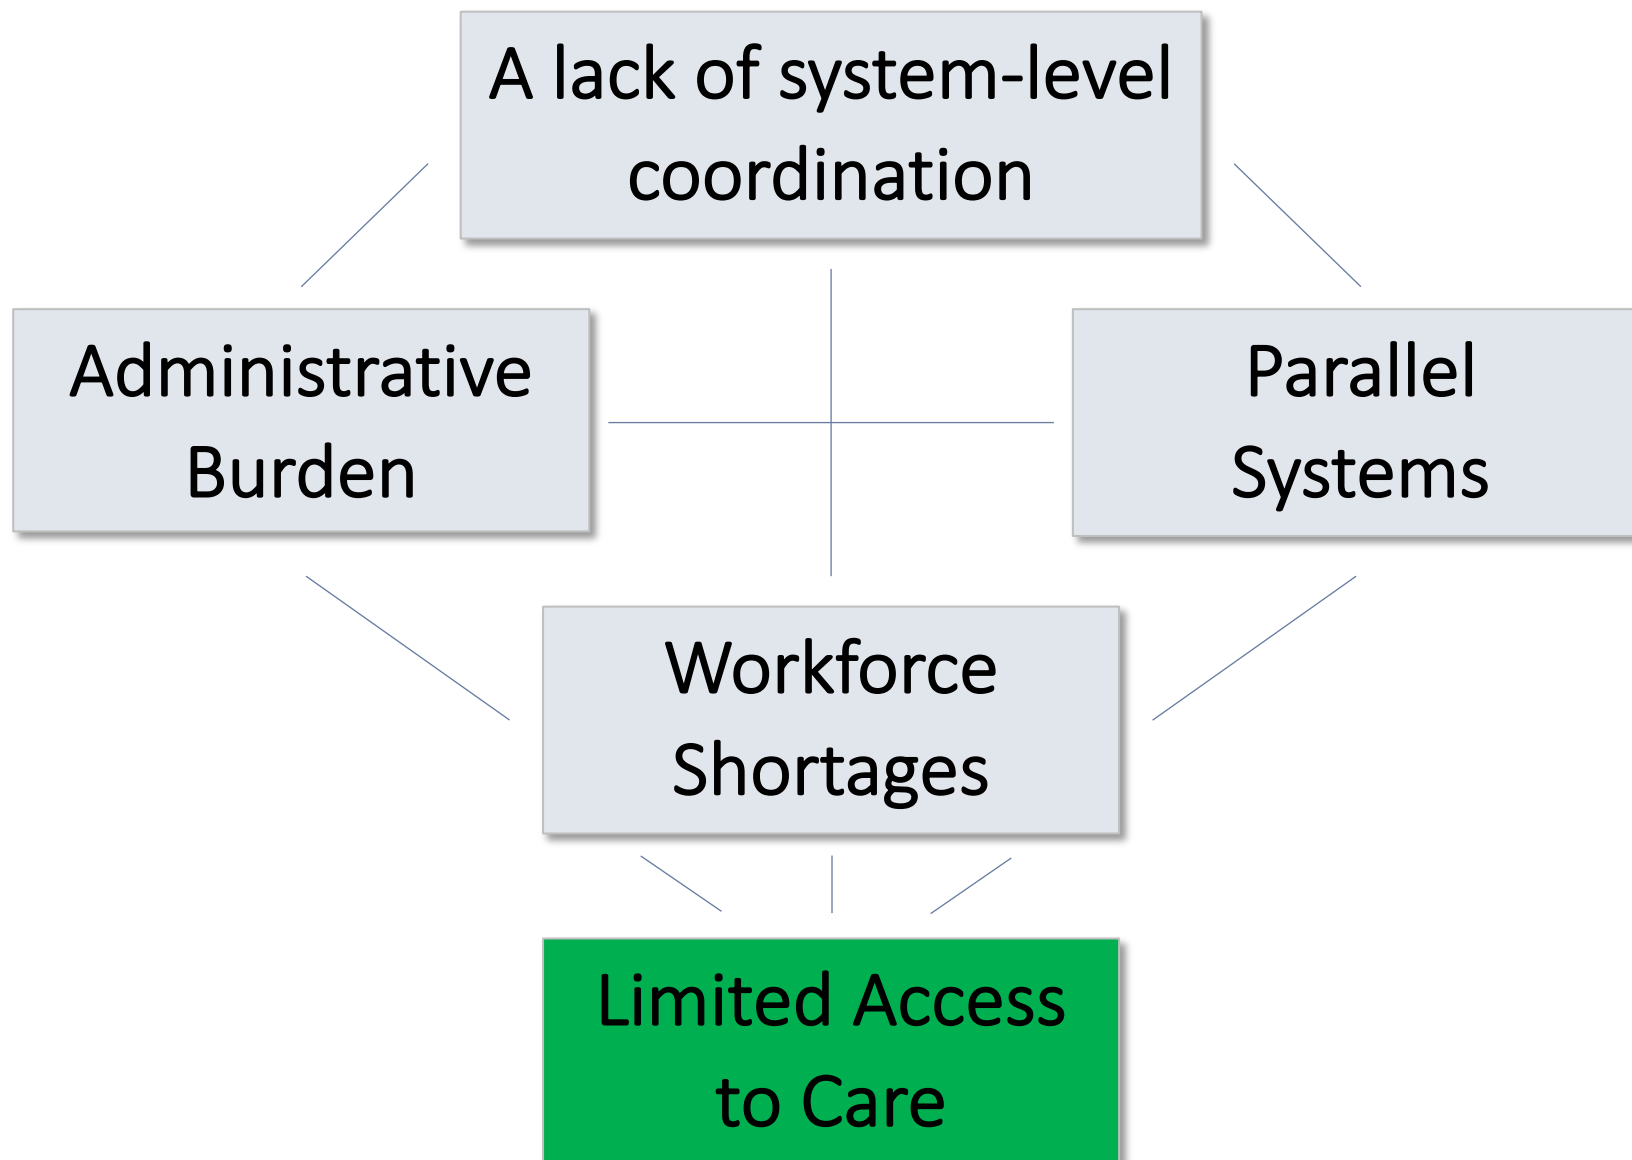 A lack of system-level
coordination
Administrative
Burden
Parallel
Systems
Workforce
Shortages
Limited Access
to Care